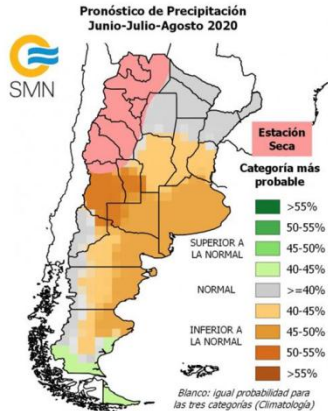 Pronóstico de Precipitación
Junio-Julio-Agosto 2020
SMN
Estación
Seca
Categoría más
probable
>55%
50-55%
SUPERIOR A
LA NORMAL
45-50%
40-45%
NORMAL
>=40%
40-45%
INFERIOR A
LA NORMAL
45-50%
50-55%
>55%
Blanco: igual probabilidad para
las tres categorías (Climatología)